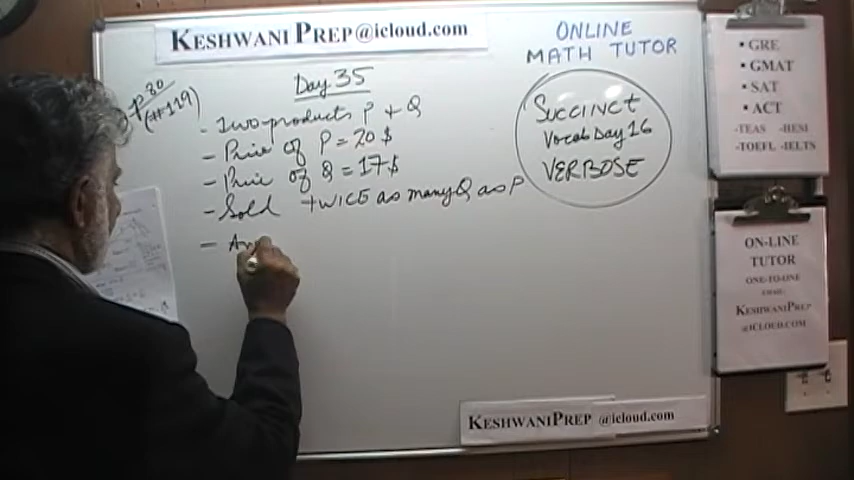 KESHWANI PREP@icloud.com
ONLINE
MATH TUTOR
Day 35
p 80
(#119)
- Two products P + Q
- Price of P = 20 $
- Price of Q = 17 $
- Sold twice as many Q as P
- Av
SUCCINCT
Vocab Day 16
VERBOSE
• GRE
• GMAT
• SAT
• ACT
-TEAS -HESI
-TOEFL -IELTS
ON-LINE
TUTOR
ONE-TO-ONE
EMAIL:
KESHWANIPREP
@ICLOUD.COM
KESHWANIPREP @icloud.com